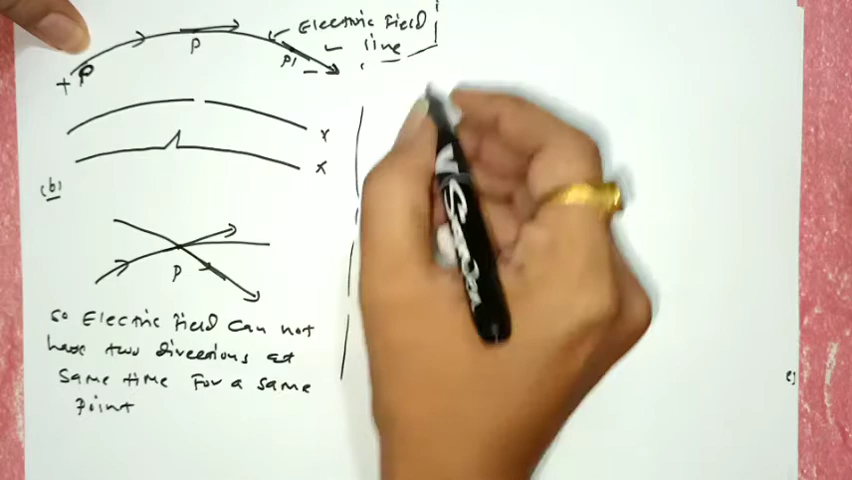 Electric Field
line
P
P
P1
+
x
x
(b)
P
So Electric Field Can not
have two directions at
Same time For a same
Point